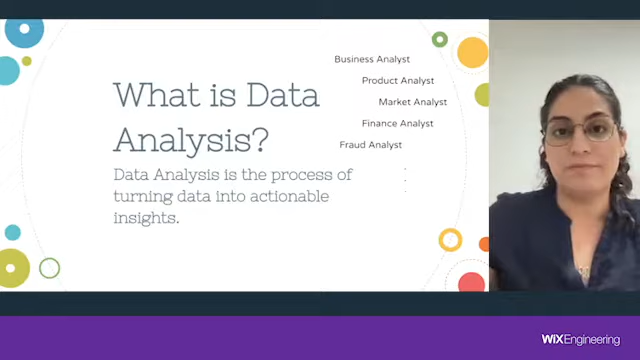 What is Data
Analysis?
Data Analysis is the process of
turning data into actionable
insights.
Business Analyst
Product Analyst
Market Analyst
Finance Analyst
Fraud Analyst
WIXEngineering